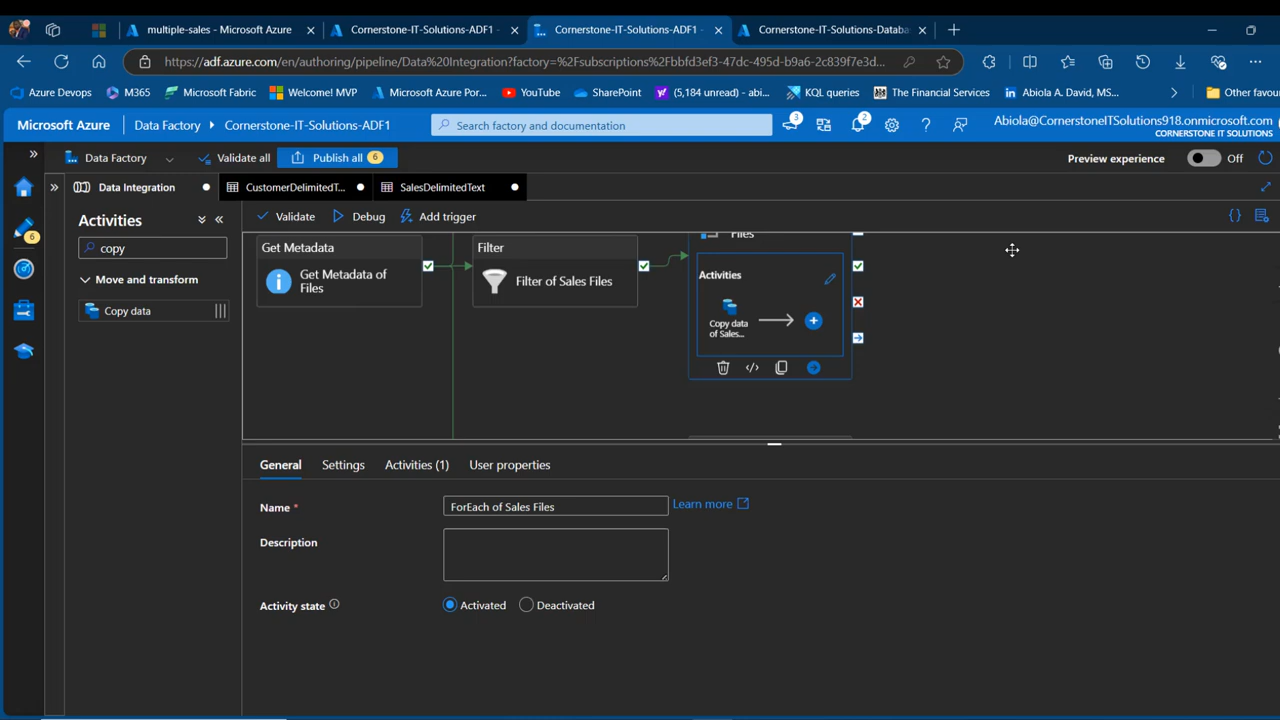 multiple-sales - Microsoft Azure
Cornerstone-IT-Solutions-ADF1 -
Cornerstone-IT-Solutions-ADF1 -
Cornerstone-IT-Solutions-Databa
https://adf.azure.com/en/authoring/pipeline/Data%20Integration?factory=%2Fsubscriptions%2Fbbfd3ef3-47dc-495d-b9a6-2c839f7e3d...
Azure Devops
M365
Microsoft Fabric
Welcome! MVP
Microsoft Azure Por...
YouTube
SharePoint
(5,184 unread) - abi...
KQL queries
The Financial Services
Abiola A. David, MS...
Other favou
Microsoft Azure
Data Factory
Cornerstone-IT-Solutions-ADF1
Search factory and documentation
3
2
Abiola@CornerstoneITSolutions918.onmicrosoft.com
CORNERSTONE IT SOLUTIONS
Data Factory
Validate all
Publish all 6
Preview experience
Off
Data Integration
CustomerDelimitedT...
SalesDelimitedText
6
Activities
copy
Move and transform
Copy data
Validate
Debug
Add trigger
Get Metadata
Get Metadata of
Files
Filter
Filter of Sales Files
Files
Activities
Copy data
of Sales...
General
Settings
Activities (1)
User properties
Name *
ForEach of Sales Files
Learn more
Description
Activity state
Activated
Deactivated